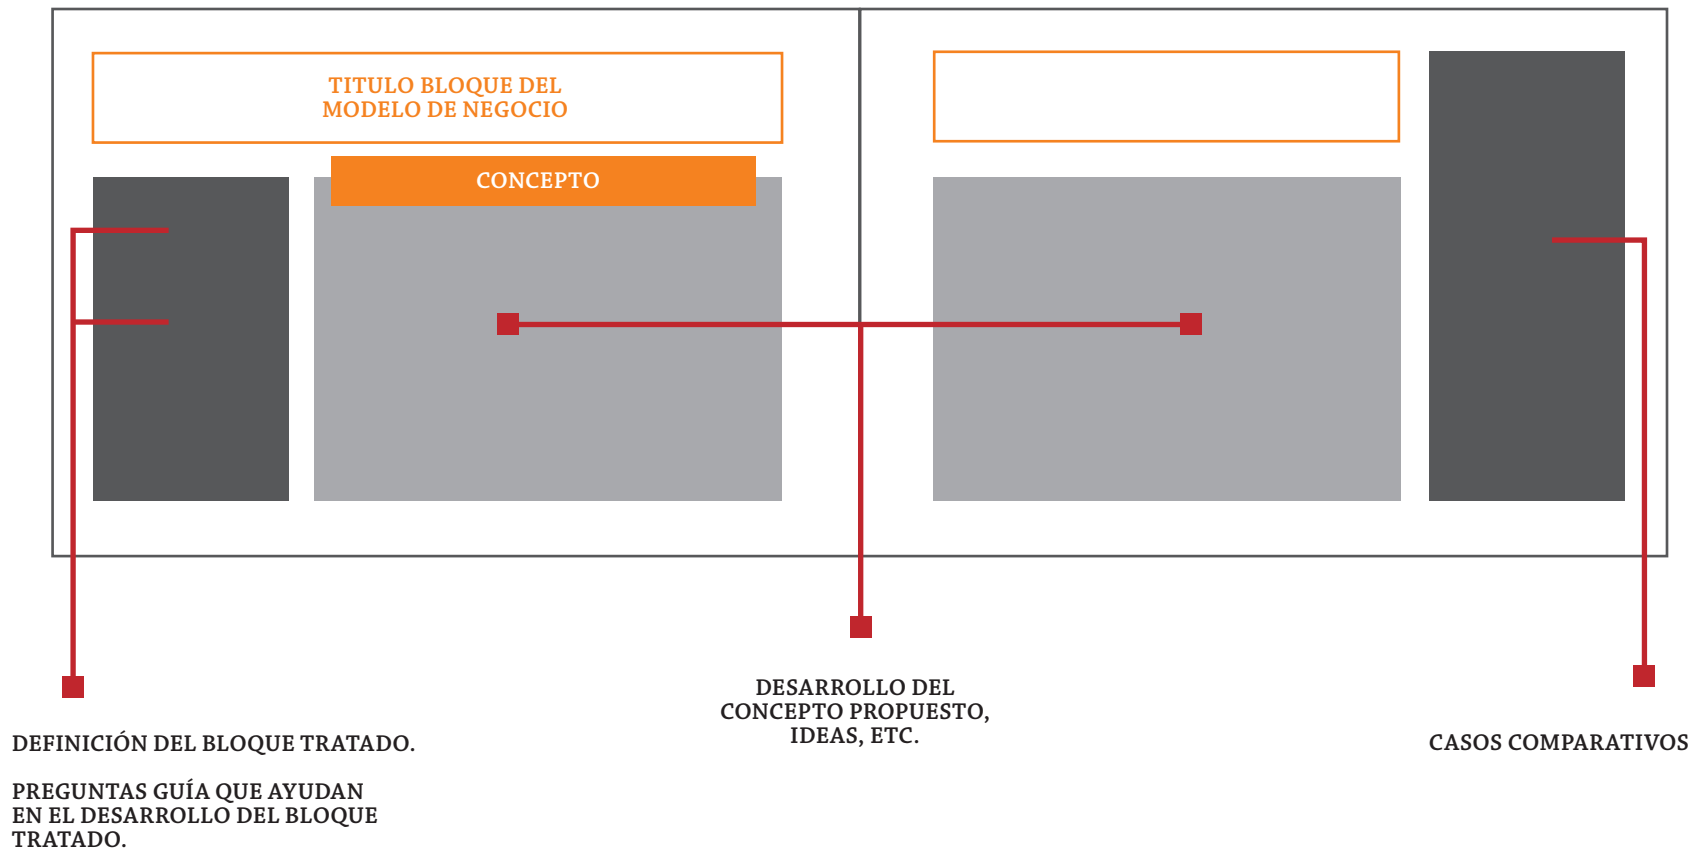 TITULO BLOQUE DEL
MODELO DE NEGOCIO
CONCEPTO
DESARROLLO DEL
CONCEPTO PROPUESTO,
IDEAS, ETC.
DEFINICIÓN DEL BLOQUE TRATADO.
PREGUNTAS GUÍA QUE AYUDAN
EN EL DESARROLLO DEL BLOQUE
TRATADO.
CASOS COMPARATIVOS